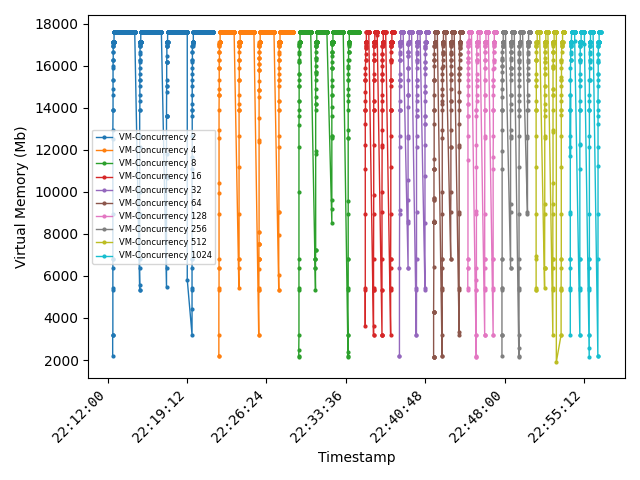 18000
16000
14000
12000
10000
8000
6000
4000
2000
Virtual Memory (Mb)
VM-Concurrency 2
VM-Concurrency 4
VM-Concurrency 8
VM-Concurrency 16
VM-Concurrency 32
VM-Concurrency 64
VM-Concurrency 128
VM-Concurrency 256
VM-Concurrency 512
VM-Concurrency 1024
22:12:00
22:19:12
22:26:24
22:33:36
22:40:48
22:48:00
22:55:12
Timestamp